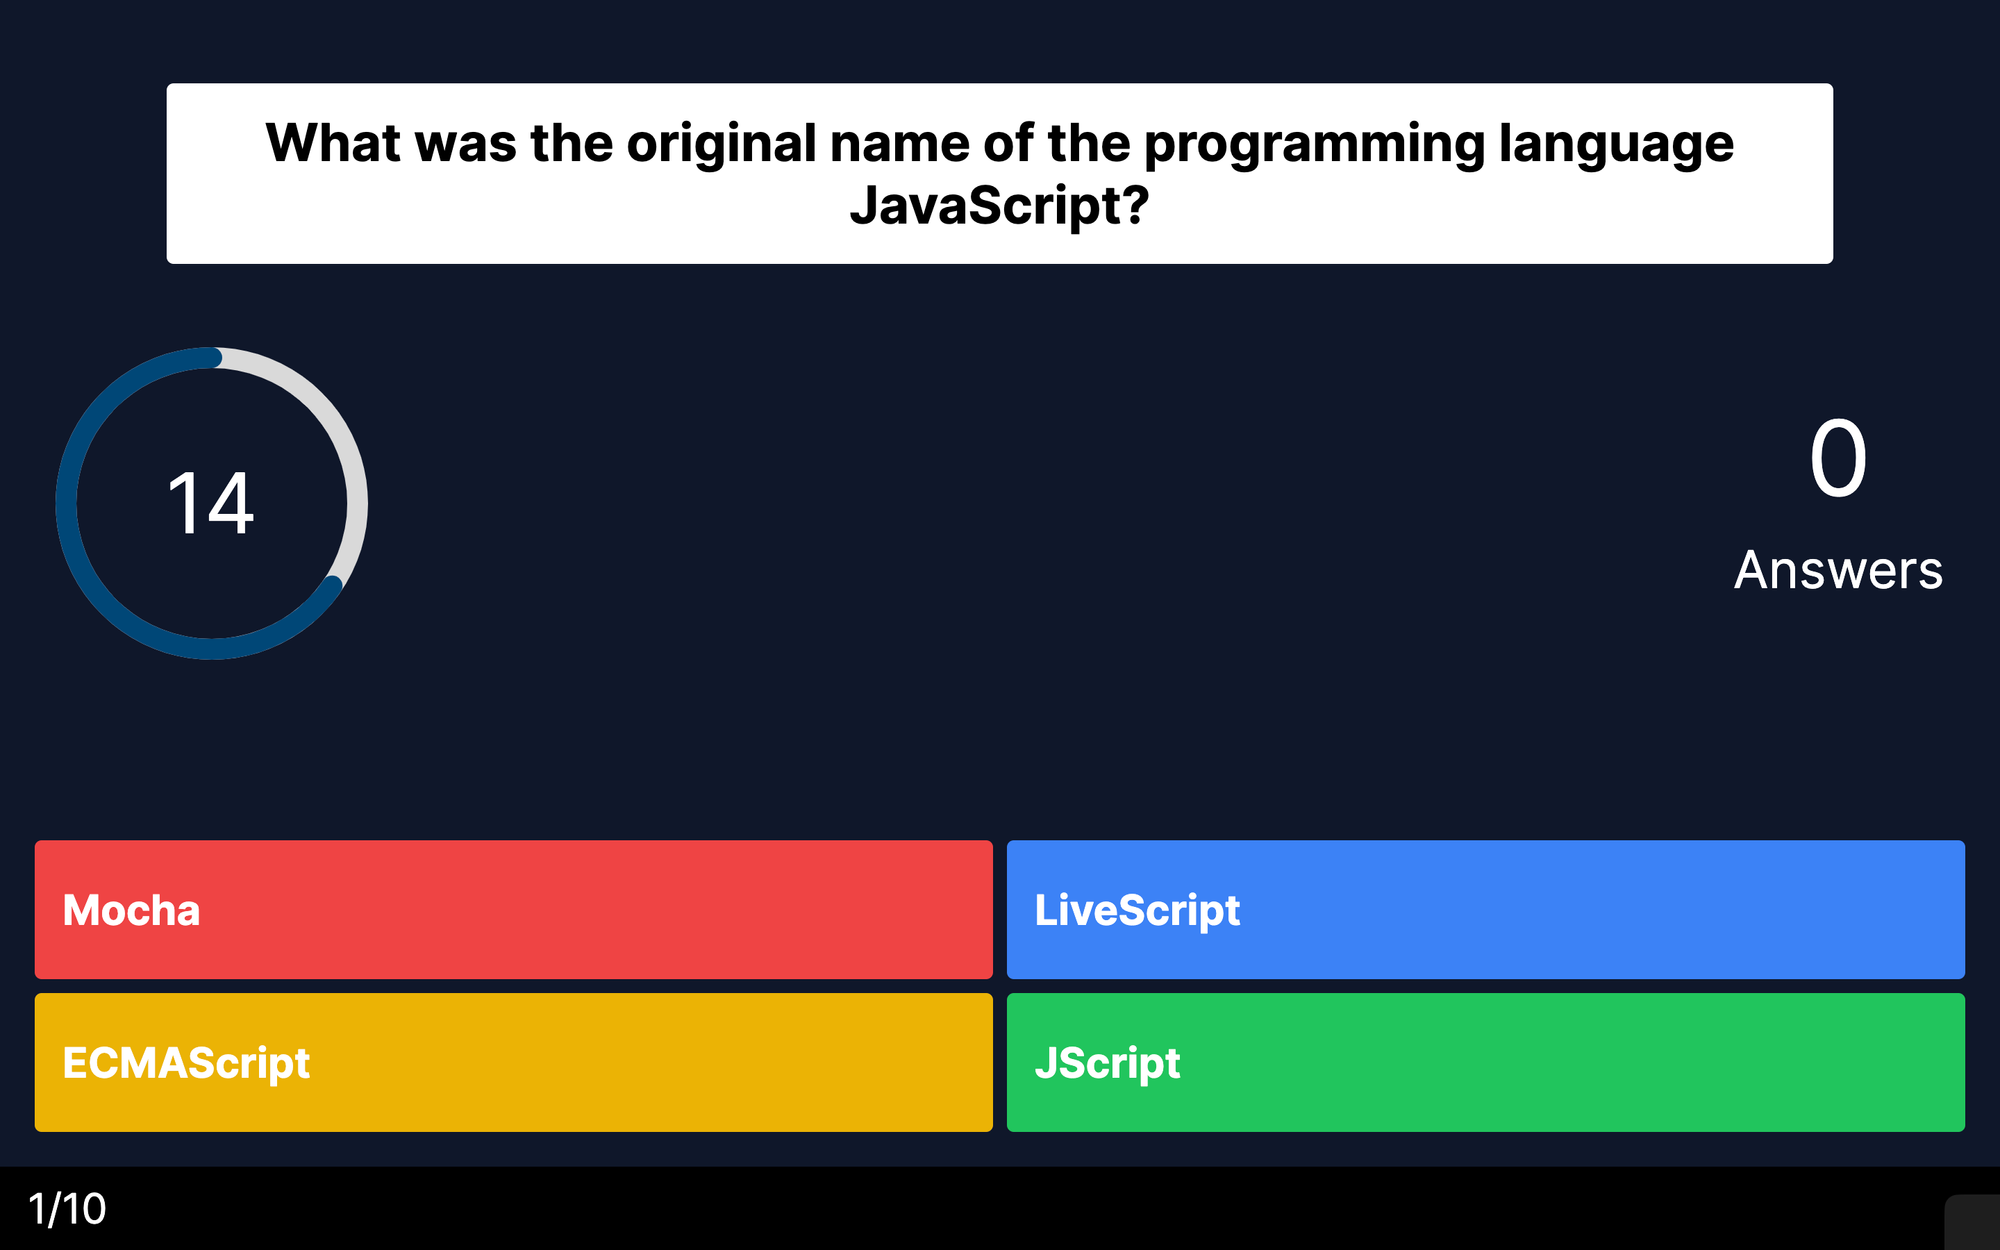 What was the original name of the programming language
JavaScript?
14
0
Answers
Mocha
LiveScript
ECMAScript
JScript
1/10